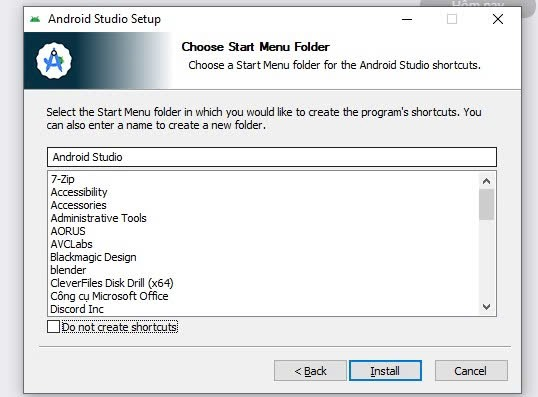 Hôm nay
Android Studio Setup
Choose Start Menu Folder
Choose a Start Menu folder for the Android Studio shortcuts.
Select the Start Menu folder in which you would like to create the program's shortcuts. You
can also enter a name to create a new folder.
Android Studio
7-Zip
Accessibility
Accessories
Administrative Tools
AORUS
AVCLabs
Blackmagic Design
blender
CleverFiles Disk Drill (x64)
Công cụ Microsoft Office
Discord Inc
Do not create shortcuts
< Back
Install
Cancel